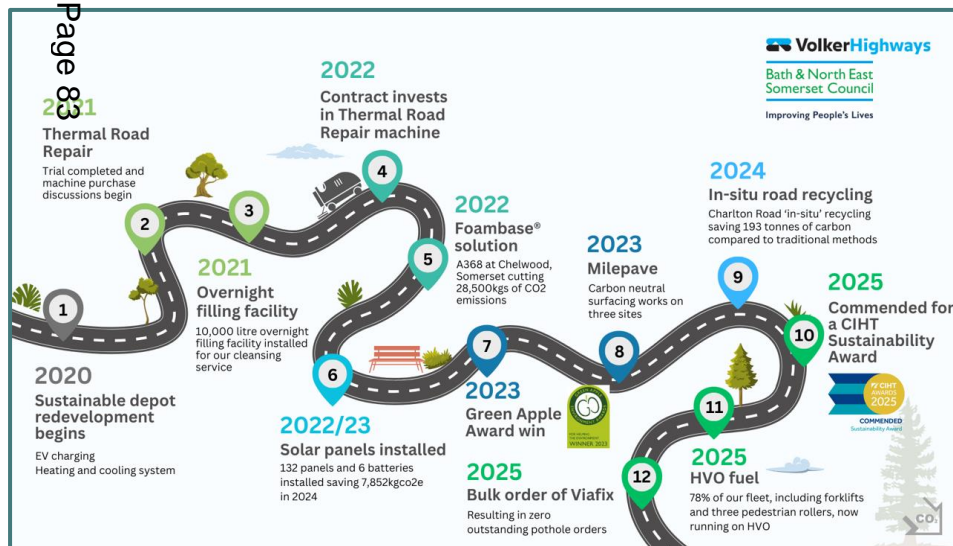 Page 83
VolkerHighways
Bath & North East
Somerset Council
Improving People's Lives
1
2020
Sustainable depot
redevelopment
begins
EV charging
Heating and cooling system
2
2021
Thermal Road
Repair
Trial completed and
machine purchase
discussions begin
3
2021
Overnight
filling facility
10,000 litre overnight
filling facility installed
for our cleansing
service
4
2022
Contract invests
in Thermal Road
Repair machine
5
2022
Foambase®
solution
A368 at Chelwood,
Somerset cutting
28,500kgs of CO2
emissions
6
2022/23
Solar panels installed
132 panels and 6 batteries
installed saving 7,852kgco2e
in 2024
7
2023
Green Apple
Award win
WINNER 2023
8
2023
Milepave
Carbon neutral
surfacing works on
three sites
9
2024
In-situ road recycling
Charlton Road ‘in-situ’ recycling
saving 193 tonnes of carbon
compared to traditional methods
10
2025
Commended for
a CIHT
Sustainability
Award
CIHT
AWARDS
2025
COMMENDED
Sustainability Award
11
2025
HVO fuel
78% of our fleet, including forklifts
and three pedestrian rollers, now
running on HVO
12
2025
Bulk order of Viafix
Resulting in zero
outstanding pothole orders
CO₂